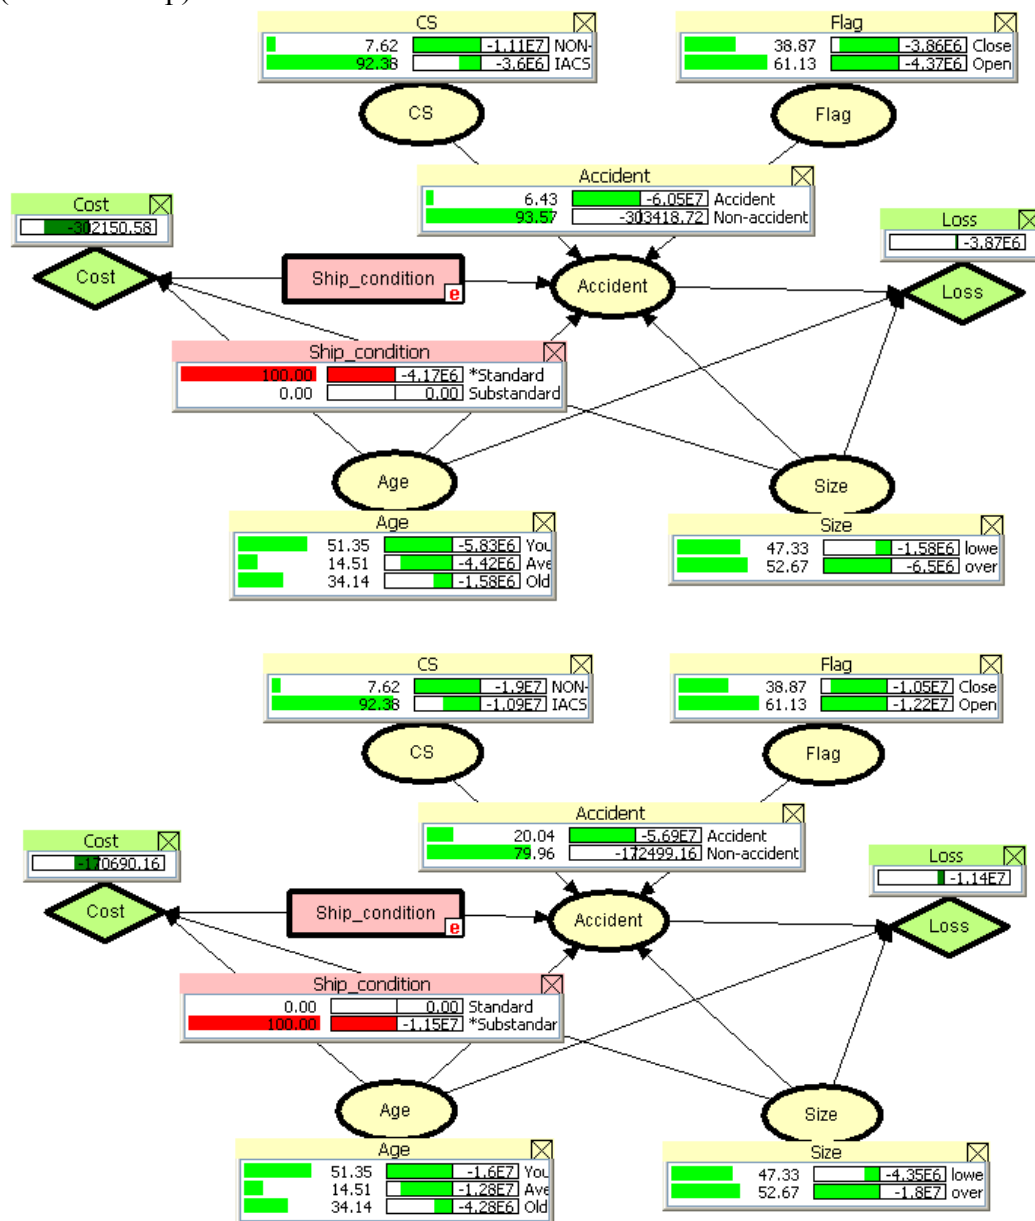 CS
7.62 -1.11E7 NON-
92.38 -3.6E6 IACS
Flag
38.87 -3.86E6 Close
61.13 -4.37E6 Open
CS
Flag
Accident
6.43 -6.05E7 Accident
93.57 -303418.72 Non-accident
Cost
-302150.58
Loss
-3.87E6
Cost
Ship_condition
e
Accident
Loss
Ship_condition
100.00 -4.17E6 *Standard
0.00 0.00 Substandard
Age
Size
Age
51.35 -5.83E6 You
14.51 -4.42E6 Ave
34.14 -1.58E6 Old
Size
47.33 -1.58E6 lowe
52.67 -6.5E6 over
CS
7.62 -1.9E7 NON-
92.38 -1.09E7 IACS
Flag
38.87 -1.05E7 Close
61.13 -1.22E7 Open
CS
Flag
Accident
20.04 -5.69E7 Accident
79.96 -172499.16 Non-accident
Cost
-170690.16
Loss
-1.14E7
Cost
Ship_condition
e
Accident
Loss
Ship_condition
0.00 0.00 Standard
100.00 -1.15E7 *Substandar
Age
Size
Age
51.35 -1.6E7 You
14.51 -1.28E7 Ave
34.14 -4.28E6 Old
Size
47.33 -4.35E6 lowe
52.67 -1.8E7 over